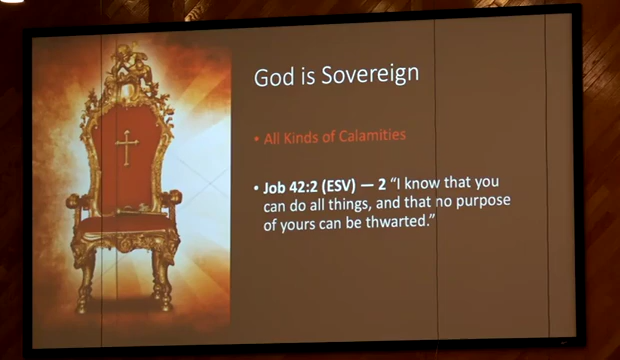 God is Sovereign
• All Kinds of Calamities
• Job 42:2 (ESV) — 2 “I know that you
can do all things, and that no purpose
of yours can be thwarted.”